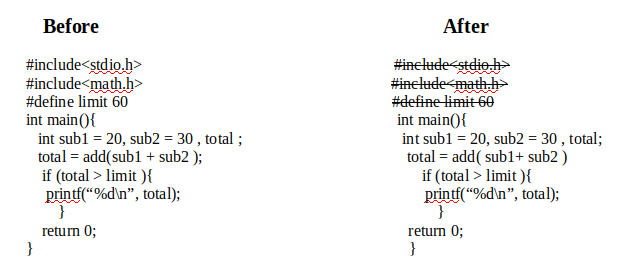 Before
#include<stdio.h>
#include<math.h>
#define limit 60
int main(){
int sub1 = 20, sub2 = 30 , total ;
total = add(sub1 + sub2 );
if (total > limit ){
printf(“%d\n”, total);
}
return 0;
}
After
#include<stdio.h>
#include<math.h>
#define limit 60
int main(){
int sub1 = 20, sub2 = 30 , total;
total = add( sub1+ sub2 )
if (total > limit ){
printf(“%d\n”, total);
}
return 0;
}